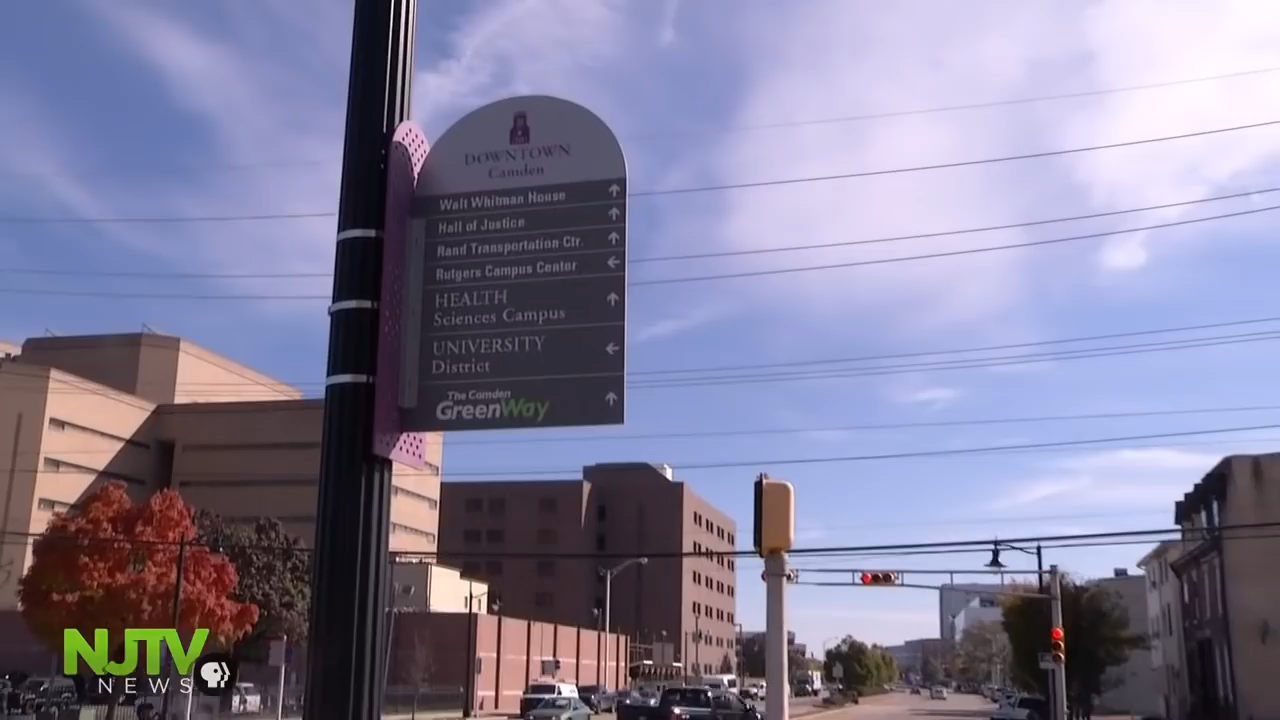 DOWNTOWN
Camden
Walt Whitman House
Hall of Justice
Rand Transportation Ctr.
Rutgers Campus Center
HEALTH
Sciences Campus
UNIVERSITY
District
The Camden
GreenWay
NJTV
NEWS